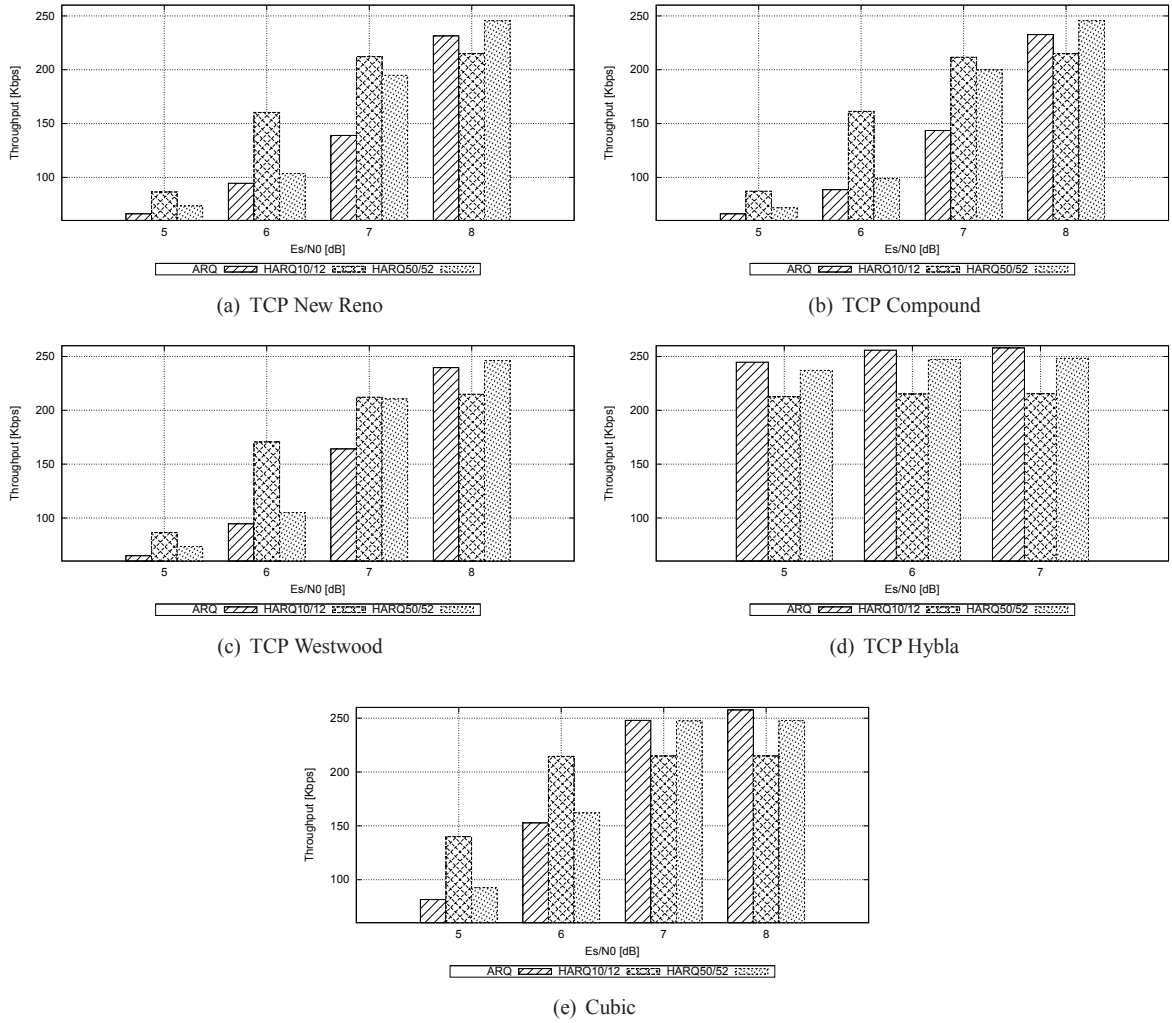 250
200
150
100
Throughput [Kbps]
5 6 7 8
Es/N0 [dB]
ARQ HARQ10/12 HARQ50/52
(a) TCP New Reno
250
200
150
100
Throughput [Kbps]
5 6 7 8
Es/N0 [dB]
ARQ HARQ10/12 HARQ50/52
(b) TCP Compound
250
200
150
100
Throughput [Kbps]
5 6 7 8
Es/N0 [dB]
ARQ HARQ10/12 HARQ50/52
(c) TCP Westwood
250
200
150
100
Throughput [Kbps]
5 6 7
Es/N0 [dB]
ARQ HARQ10/12 HARQ50/52
(d) TCP Hybla
250
200
150
100
Throughput [Kbps]
5 6 7 8
Es/N0 [dB]
ARQ HARQ10/12 HARQ50/52
(e) Cubic